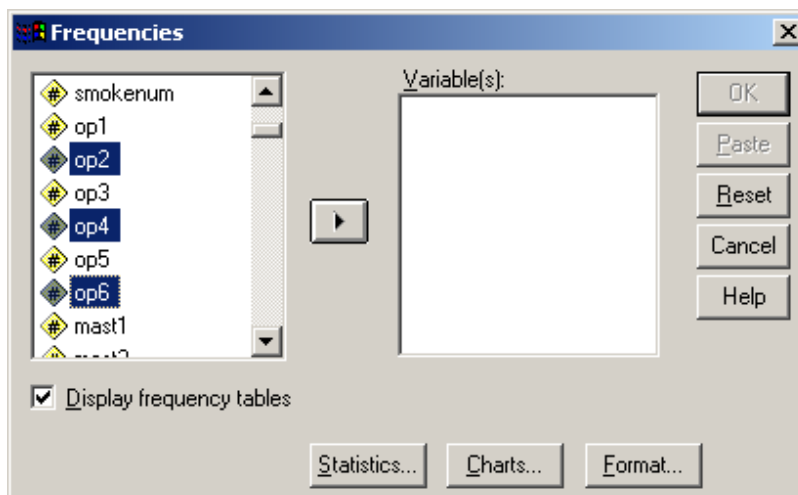 Frequencies
smokenum
op1
op2
op3
op4
op5
op6
mast1
Variable(s):
OK
Paste
Reset
Cancel
Help
Display frequency tables
Statistics...
Charts...
Format...